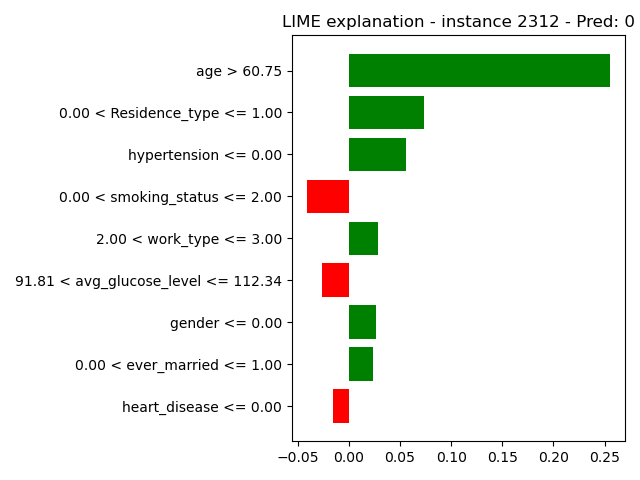 LIME explanation - instance 2312 - Pred: 0
age > 60.75
0.00 < Residence_type <= 1.00
hypertension <= 0.00
0.00 < smoking_status <= 2.00
2.00 < work_type <= 3.00
91.81 < avg_glucose_level <= 112.34
gender <= 0.00
0.00 < ever_married <= 1.00
heart_disease <= 0.00
−0.05 0.00 0.05 0.10 0.15 0.20 0.25